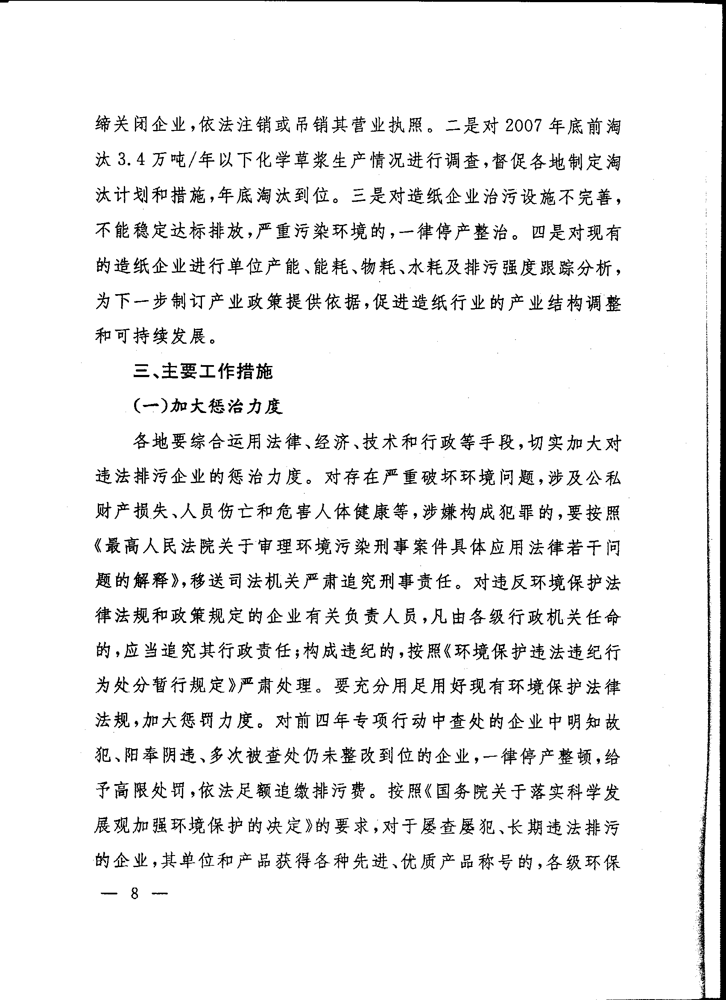 缔关闭企业,依法注销或吊销其营业执照。二是对 2007 年底前淘
汰 3.4 万吨/年以下化学草浆生产情况进行调查,督促各地制定淘
汰计划和措施,年底淘汰到位。三是对造纸企业治污设施不完善,
不能稳定达标排放,严重污染环境的,一律停产整治。四是对现有
的造纸企业进行单位产能、能耗、物耗、水耗及排污强度跟踪分析,
为下一步制订产业政策提供依据,促进造纸行业的产业结构调整
和可持续发展。
三、主要工作措施
(一)加大惩治力度
各地要综合运用法律、经济、技术和行政等手段,切实加大对
违法排污企业的惩治力度。对存在严重破坏环境问题,涉及公私
财产损失、人员伤亡和危害人体健康等,涉嫌构成犯罪的,要按照
《最高人民法院关于审理环境污染刑事案件具体应用法律若干问
题的解释》,移送司法机关严肃追究刑事责任。对违反环境保护法
律法规和政策规定的企业有关负责人员,凡由各级行政机关任命
的,应当追究其行政责任;构成违纪的,按照《环境保护违法违纪行
为处分暂行规定》严肃处理。要充分用足用好现有环境保护法律
法规,加大惩罚力度。对前四年专项行动中查处的企业中明知故
犯、阳奉阴违、多次被查处仍未整改到位的企业,一律停产整顿,给
予高限处罚,依法足额追缴排污费。按照《国务院关于落实科学发
展观加强环境保护的决定》的要求,对于屡查屡犯、长期违法排污
的企业,其单位和产品获得各种先进、优质产品称号的,各级环保
— 8 —